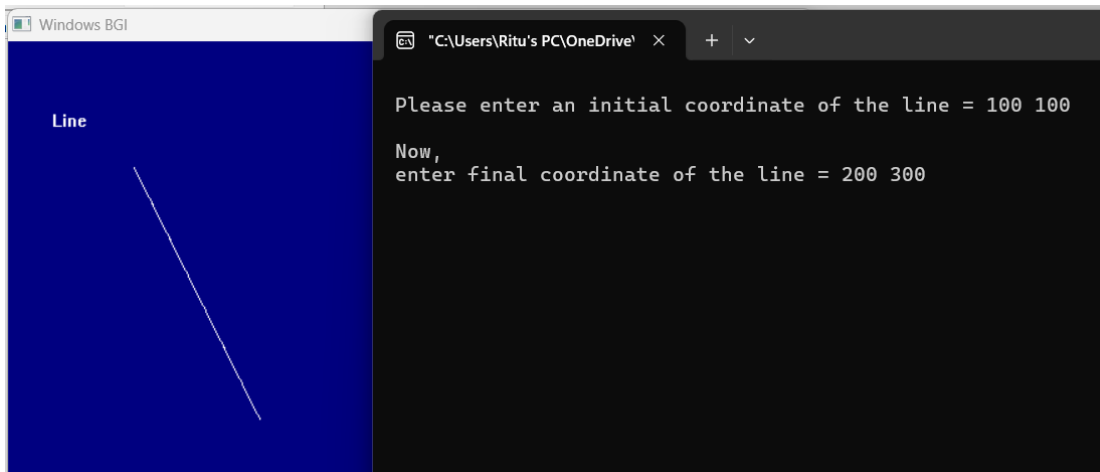 Windows BGI
Line
"C:\Users\Ritu's PC\OneDrive\
Please enter an initial coordinate of the line = 100 100
Now,
enter final coordinate of the line = 200 300